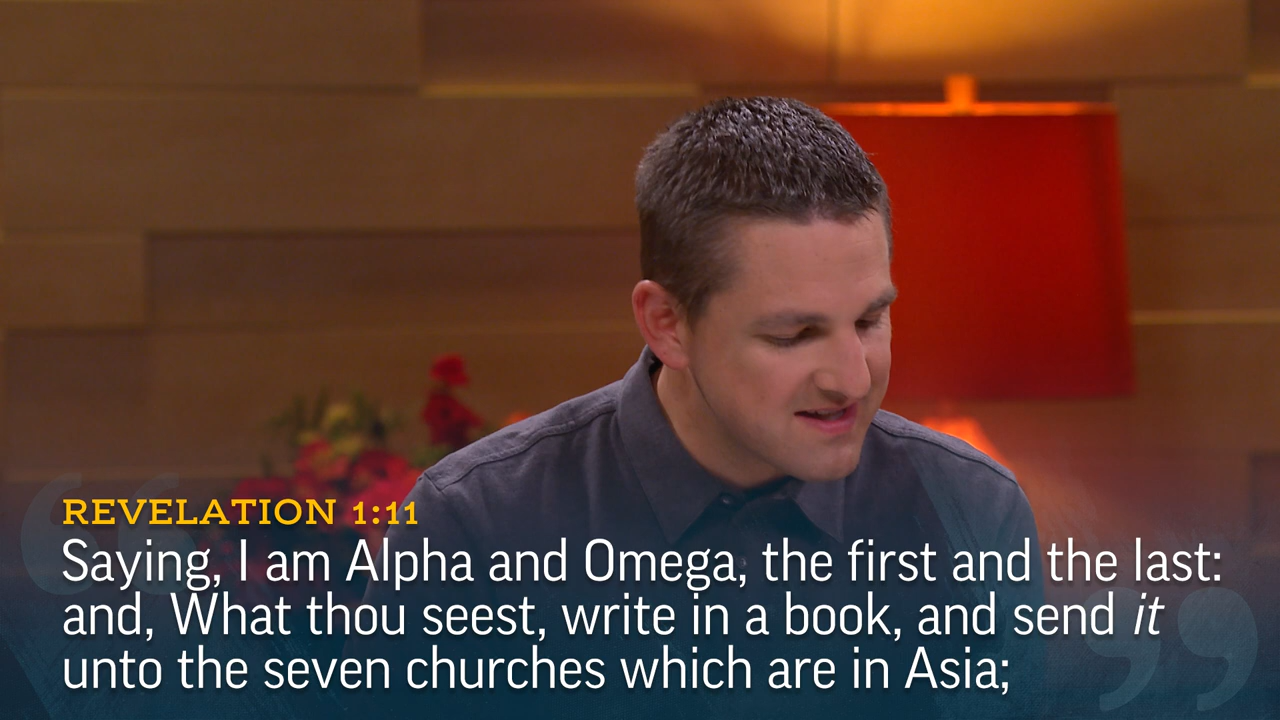 REVELATION 1:11
Saying, I am Alpha and Omega, the first and the last:
and, What thou seest, write in a book, and send it
unto the seven churches which are in Asia;